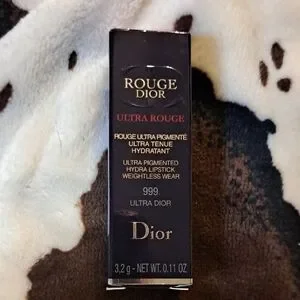 ROUGE
DIOR
ULTRA ROUGE
ROUGE ULTRA PIGMENTÉ
ULTRA TENUE
HYDRATANT
ULTRA PIGMENTED
HYDRA LIPSTICK
WEIGHTLESS WEAR
999
ULTRA DIOR
Dior
3,2 g - NET WT. 0.11 OZ